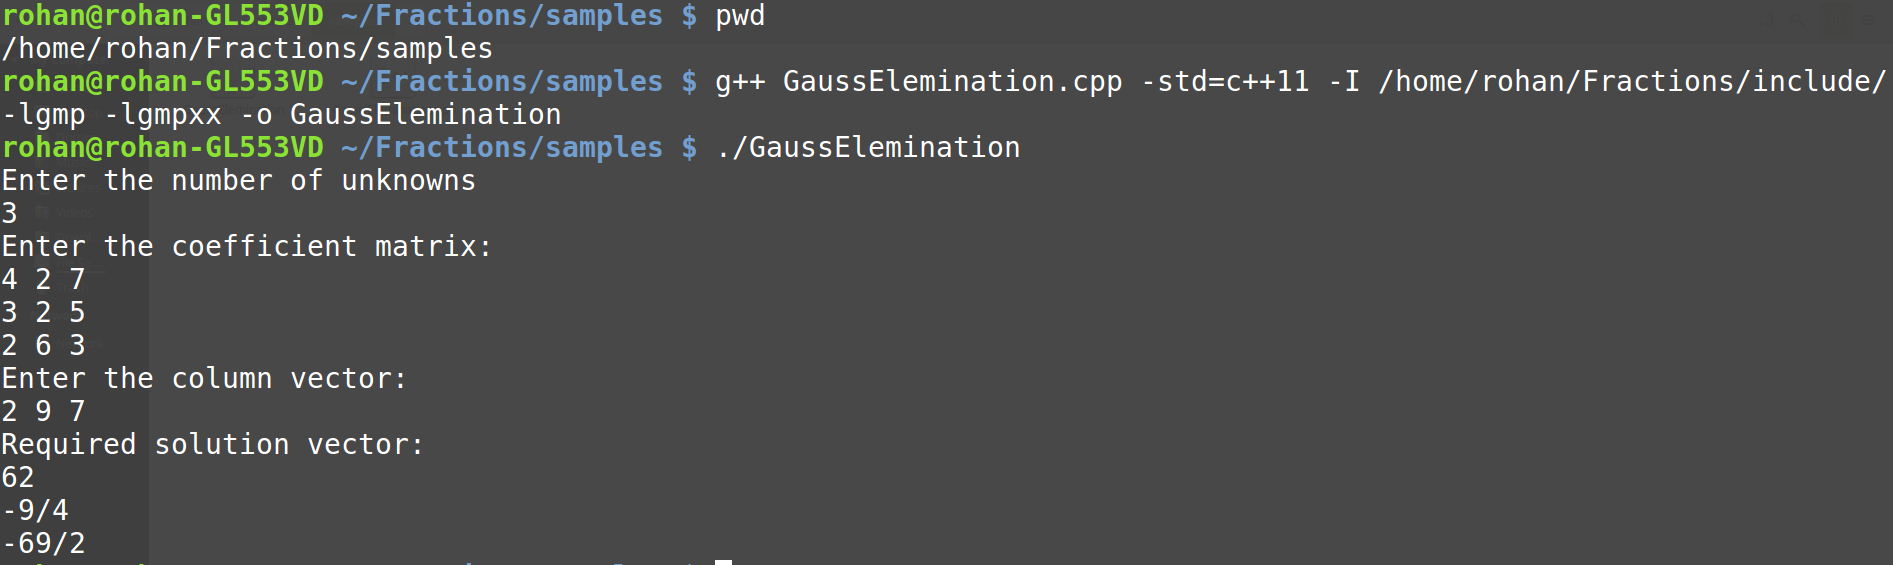 rohan@rohan-GL553VD ~/Fractions/samples $ pwd
/home/rohan/Fractions/samples
rohan@rohan-GL553VD ~/Fractions/samples $ g++ GaussElemination.cpp -std=c++11 -I /home/rohan/Fractions/include/
-lgmp -lgmpxx -o GaussElemination
rohan@rohan-GL553VD ~/Fractions/samples $ ./GaussElemination
Enter the number of unknowns
3
Enter the coefficient matrix:
4 2 7
3 2 5
2 6 3
Enter the column vector:
2 9 7
Required solution vector:
62
-9/4
-69/2